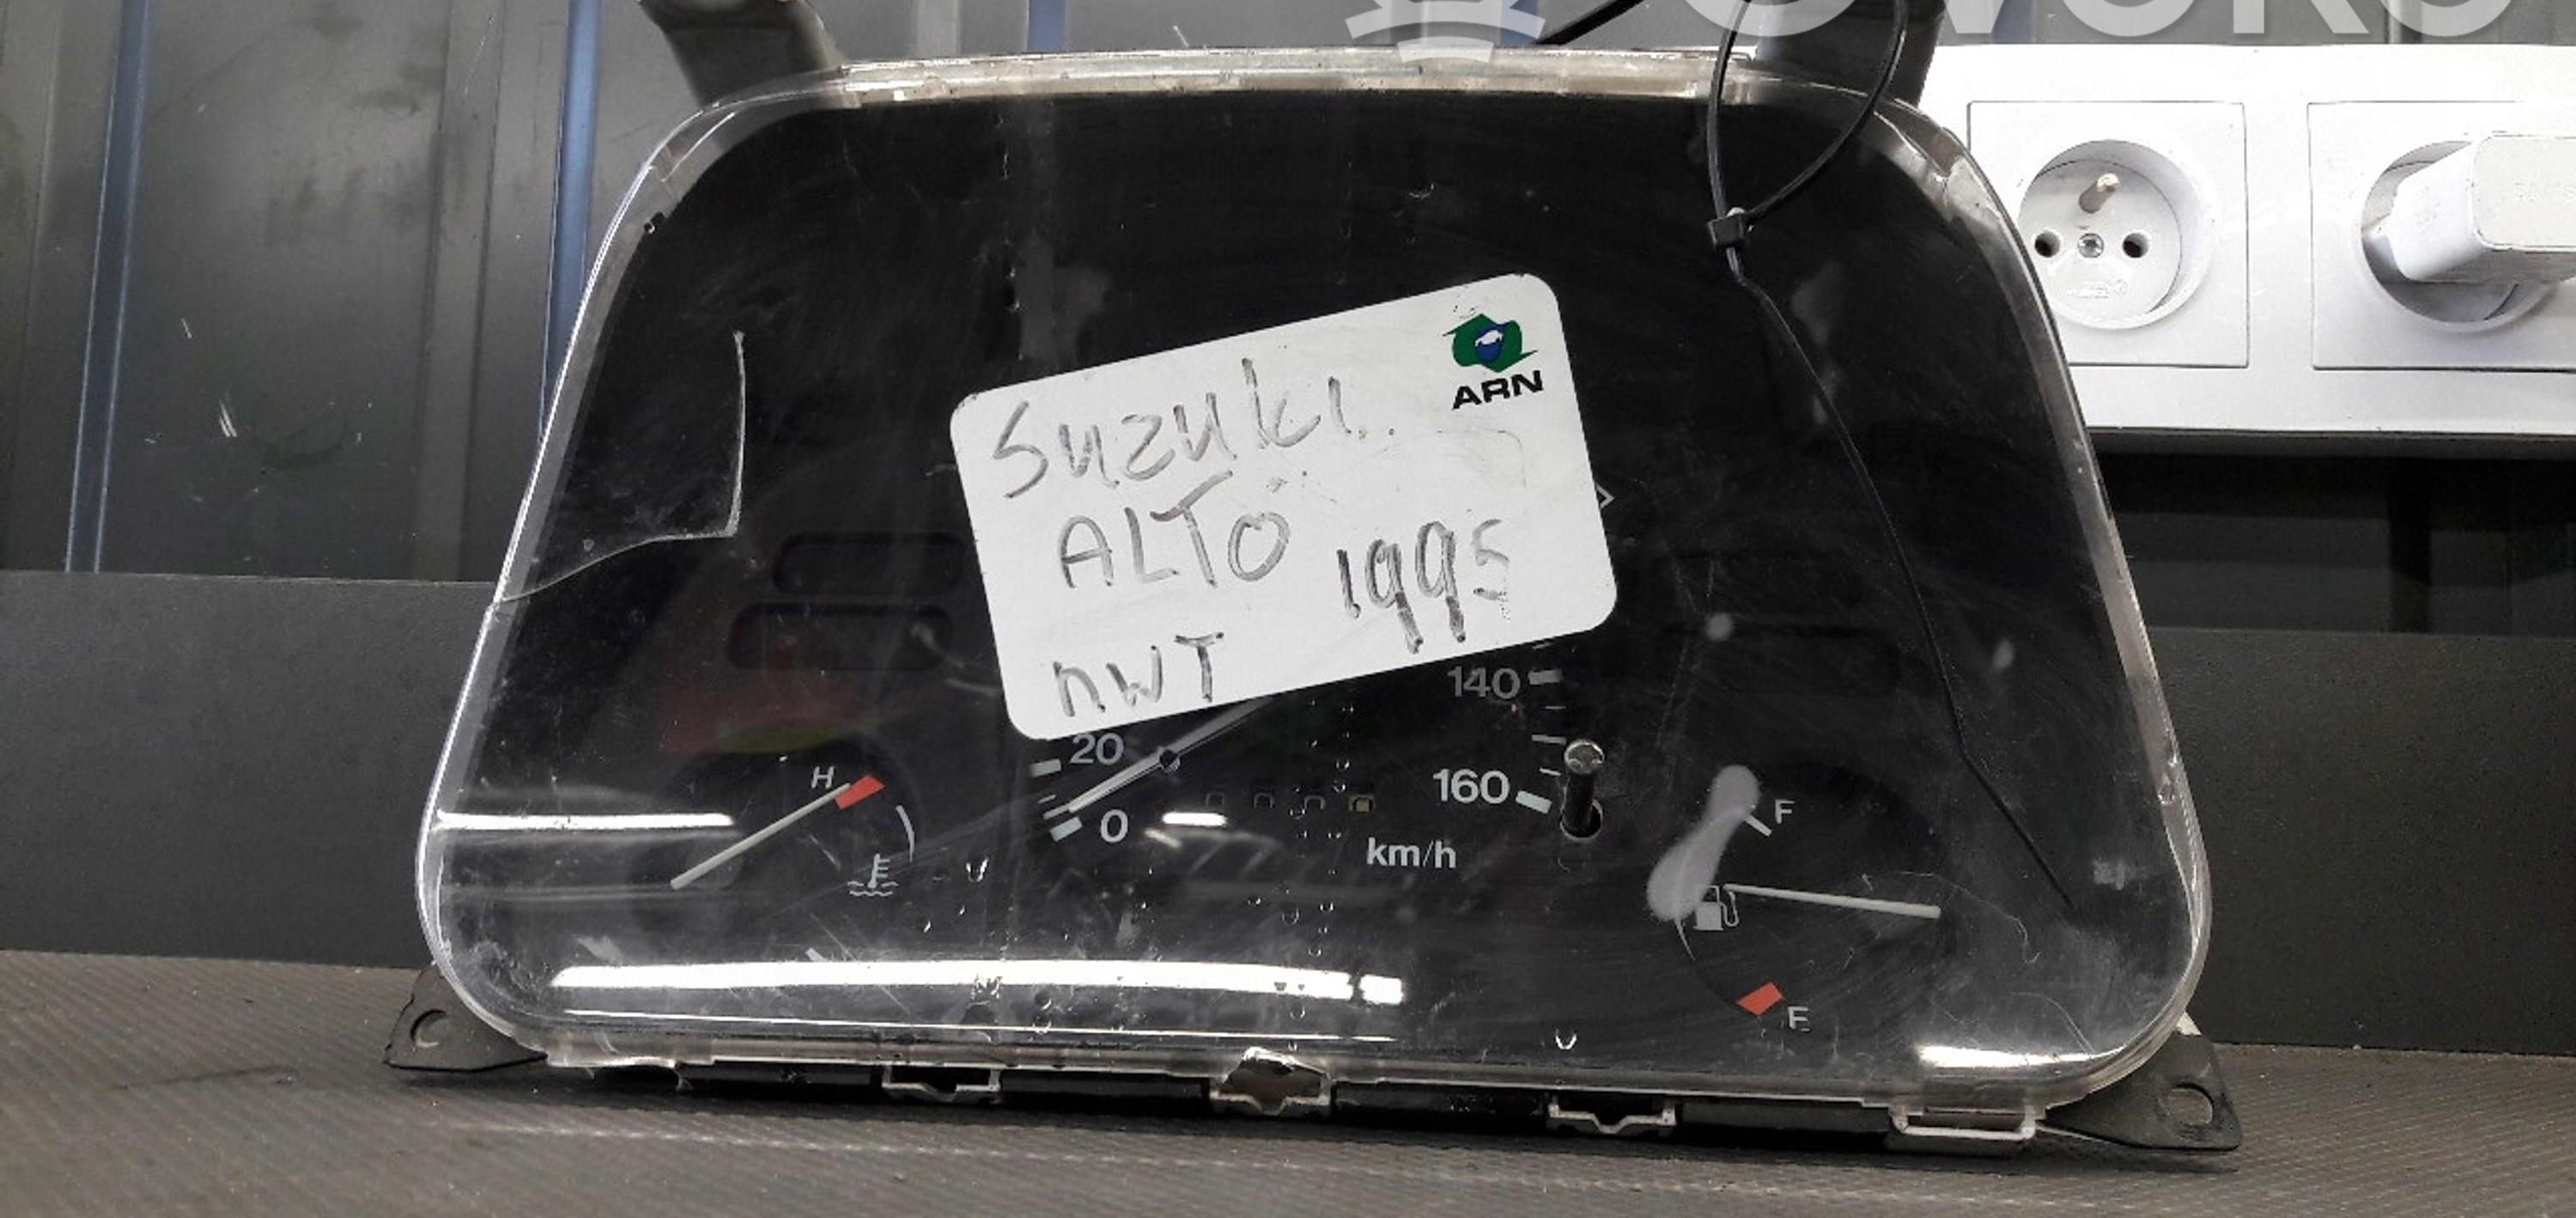 ARN
Suzuki
ALTO 1995
nWT
140
20
160
0
km/h
H
F
E